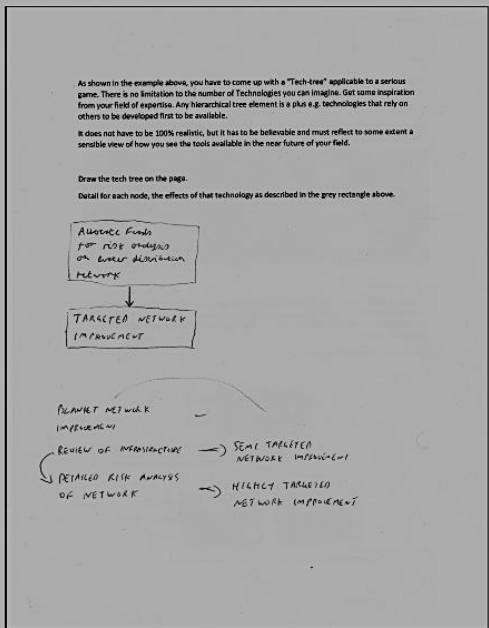 As shown in the example above, you have to come up with a "Tech-tree" applicable to a serious
game. There is no limitation to the number of Technologies you can imagine. Get some inspiration
from your field of expertise. Any hierarchical tree element is a plus e.g. technologies that rely on
others to be developed first to be available.
It does not have to be 100% realistic, but it has to be believable and must reflect to some extent a
sensible view of how you see the tools available in the near future of your field.
Draw the tech tree on the page.
Detail for each node, the effects of that technology as described in the grey rectangle above.
Allocate Funds
for risk analysis
on water distribution
network
TARGETED NETWORK
IMPROVEMENT
BLANKET NETWORK
IMPROVEMENT
REVIEW OF INFRASTRUCTURE → SEMI TARGETED
NETWORK IMPROVEMENT
DETAILED RISK ANALYSIS → HIGHLY TARGETED
OF NETWORK NETWORK IMPROVEMENT